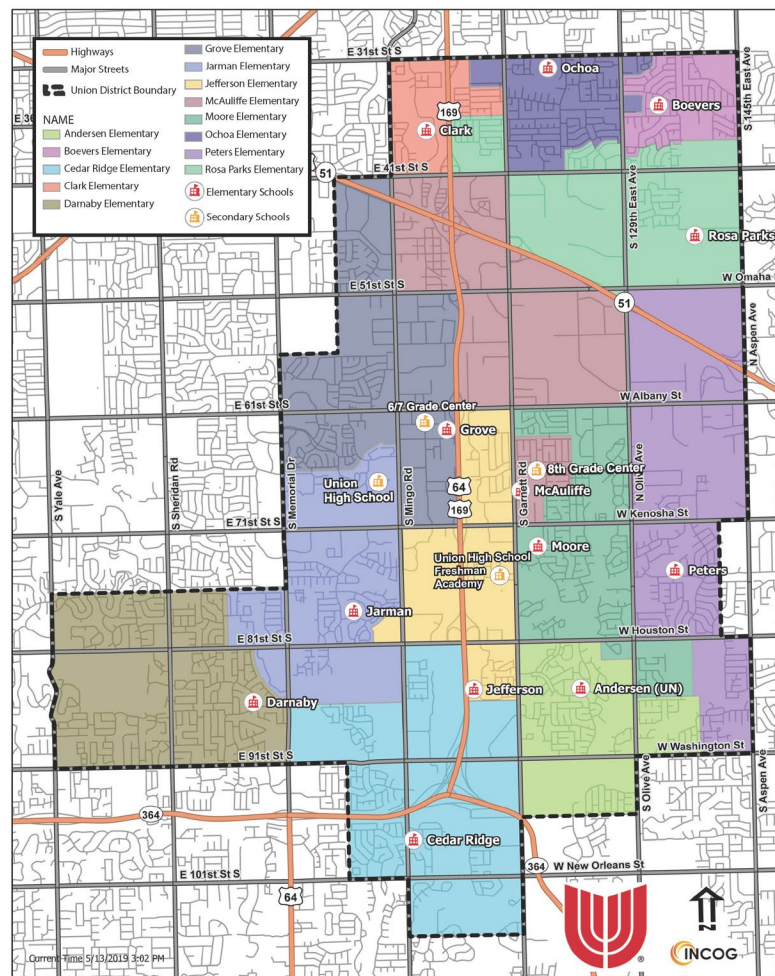 Highways
Major Streets
Union District Boundary
NAME
Andersen Elementary
Boevers Elementary
Cedar Ridge Elementary
Clark Elementary
Darnaby Elementary
Grove Elementary
Jarman Elementary
Jefferson Elementary
McAuliffe Elementary
Moore Elementary
Ochoa Elementary
Peters Elementary
Rosa Parks Elementary
Elementary Schools
Secondary Schools
E 31st St S
Ochoa
S 145th East Ave
169
Boevers
E 36
Clark
E 41st St S
51
S 129th East Ave
Rosa Parks
W Omaha
E 51st St S
51
N Aspen Ave
W Albany St
E 61st St S
6/7 Grade Center
Grove
S Yale Ave
S Sheridan Rd
S Memorial Dr
Union
High School
S Mingo Rd
64
169
S Garnett Rd
8th Grade Center
McAuliffe
N Olive Ave
W Kenosha St
E 71st St S
Moore
Union High School
Freshman
Academy
Peters
Jarman
W Houston St
E 81st St S
Jefferson
Andersen (UN)
Darnaby
W Washington St
E 91st St S
S Olive Ave
S Aspen Ave
364
Cedar Ridge
364
W New Orleans St
E 101st St S
64
N
INCOG
Current Time 5/13/2019 3:02 PM